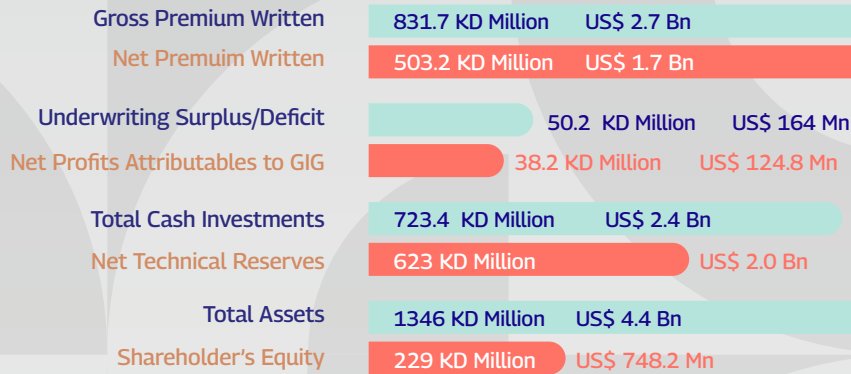 Gross Premium Written 831.7 KD Million US$ 2.7 Bn
Net Premuim Written 503.2 KD Million US$ 1.7 Bn
Underwriting Surplus/Deficit 50.2 KD Million US$ 164 Mn
Net Profits Attributables to GIG 38.2 KD Million US$ 124.8 Mn
Total Cash Investments 723.4 KD Million US$ 2.4 Bn
Net Technical Reserves 623 KD Million US$ 2.0 Bn
Total Assets 1346 KD Million US$ 4.4 Bn
Shareholder's Equity 229 KD Million US$ 748.2 Mn